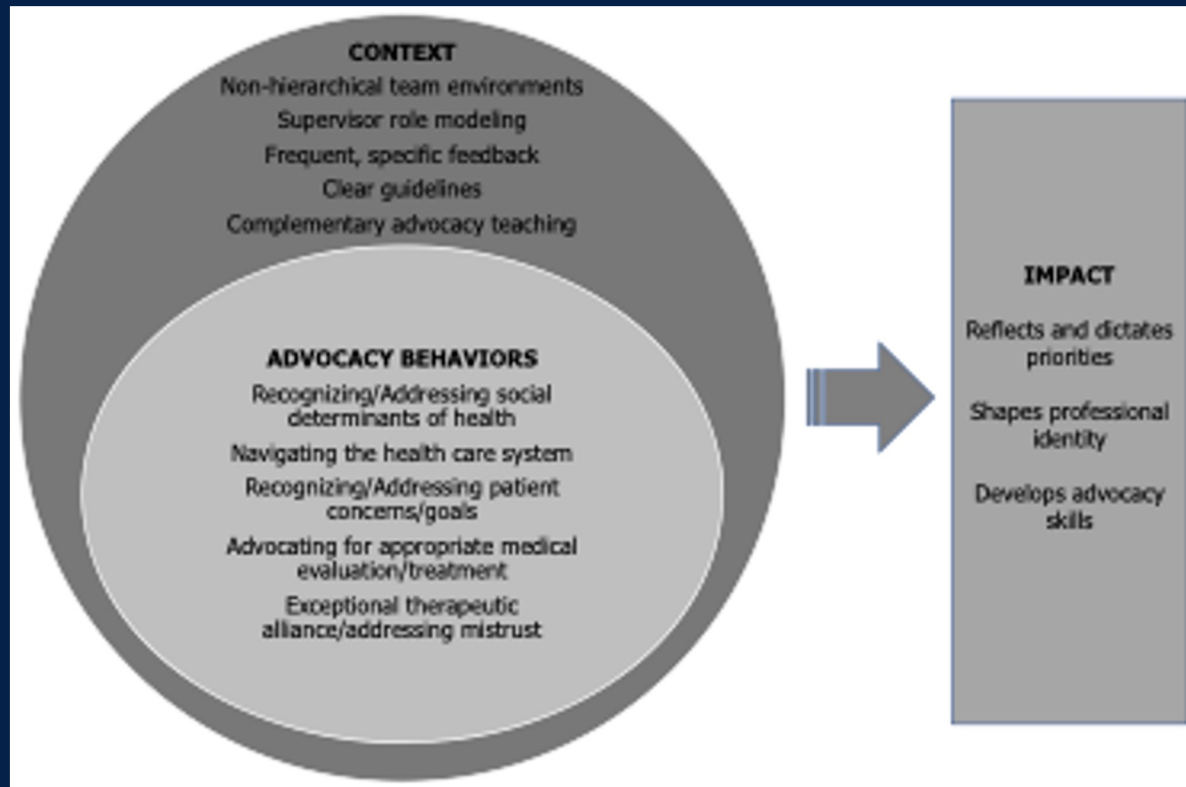 CONTEXT
Non-hierarchical team environments
Supervisor role modeling
Frequent, specific feedback
Clear guidelines
Complementary advocacy teaching
ADVOCACY BEHAVIORS
Recognizing/Addressing social
determinants of health
Navigating the health care system
Recognizing/Addressing patient
concerns/goals
Advocating for appropriate medical
evaluation/treatment
Exceptional therapeutic
alliance/addressing mistrust
IMPACT
Reflects and dictates
priorities
Shapes professional
identity
Develops advocacy
skills